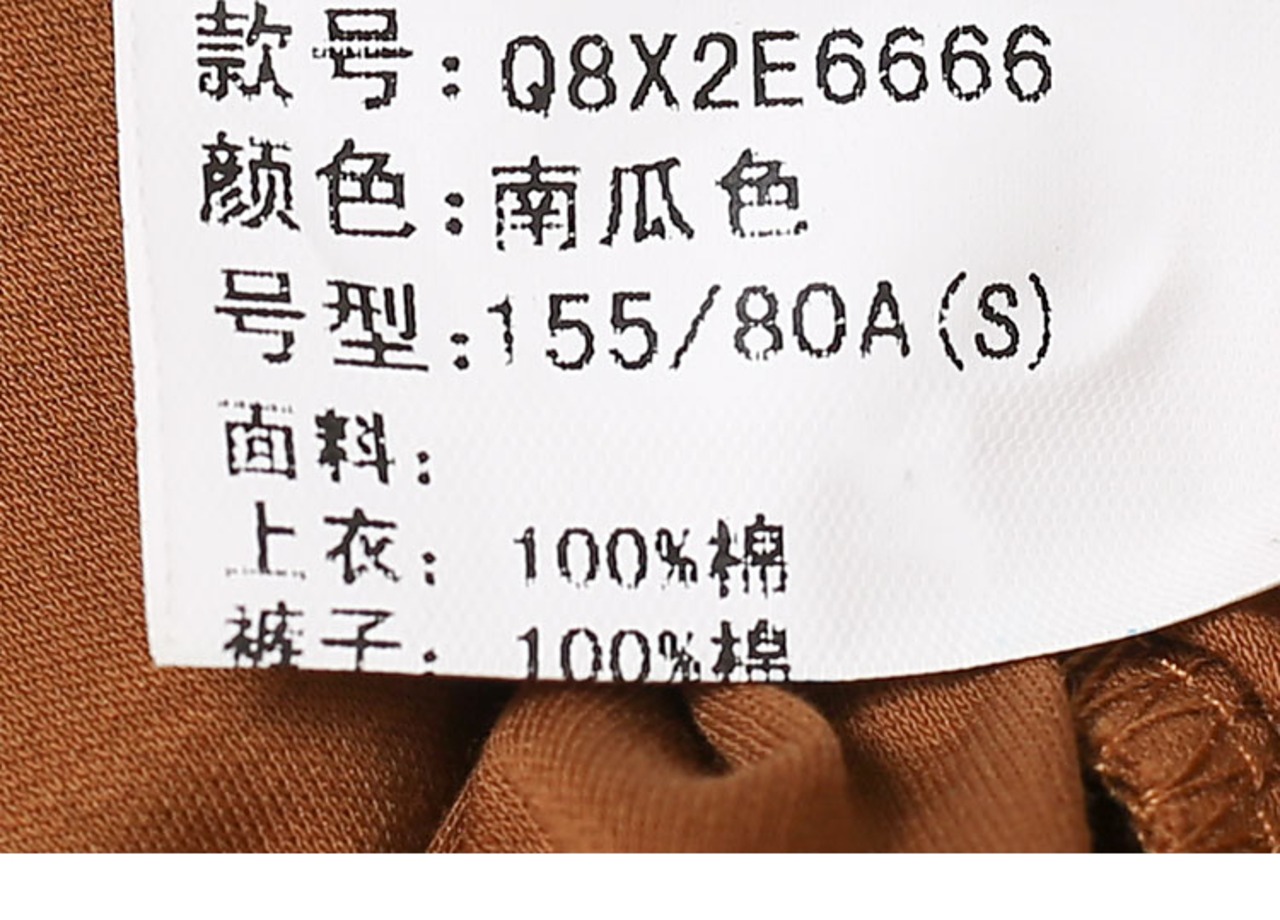 款号:Q8X2E6666
颜色:南瓜色
号型:155/80A(S)
面料:
上衣: 100%棉
裤子: 100%棉